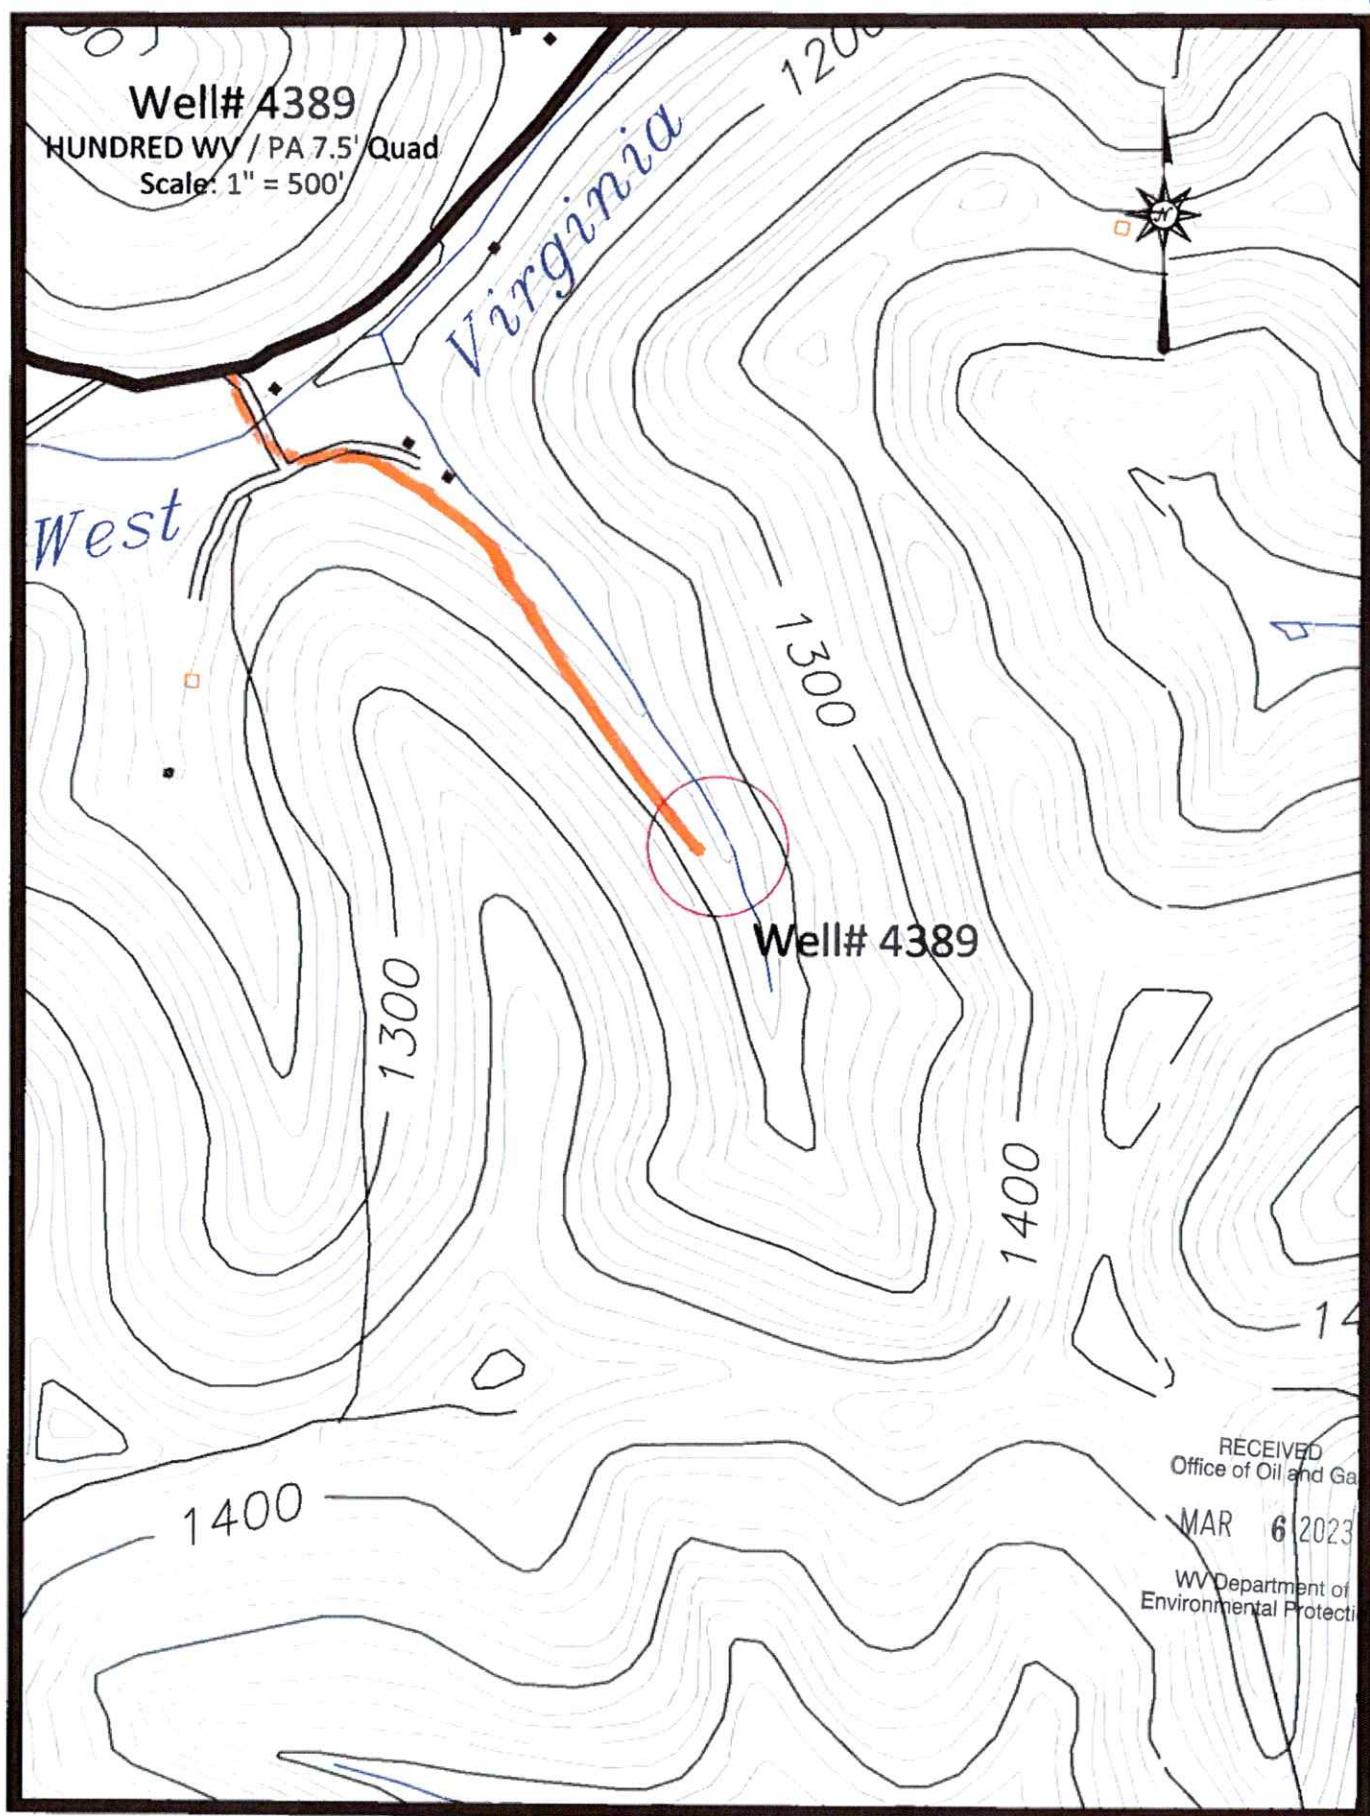 Well# 4389
HUNDRED WV / PA 7.5' Quad
Scale: 1" = 500'
1200
Virginia
N
West
1300
Well# 4389
1300
1400
14
1400
RECEIVED
Office of Oil and Ga
MAR 6 2023
WV Department of
Environmental Protecti